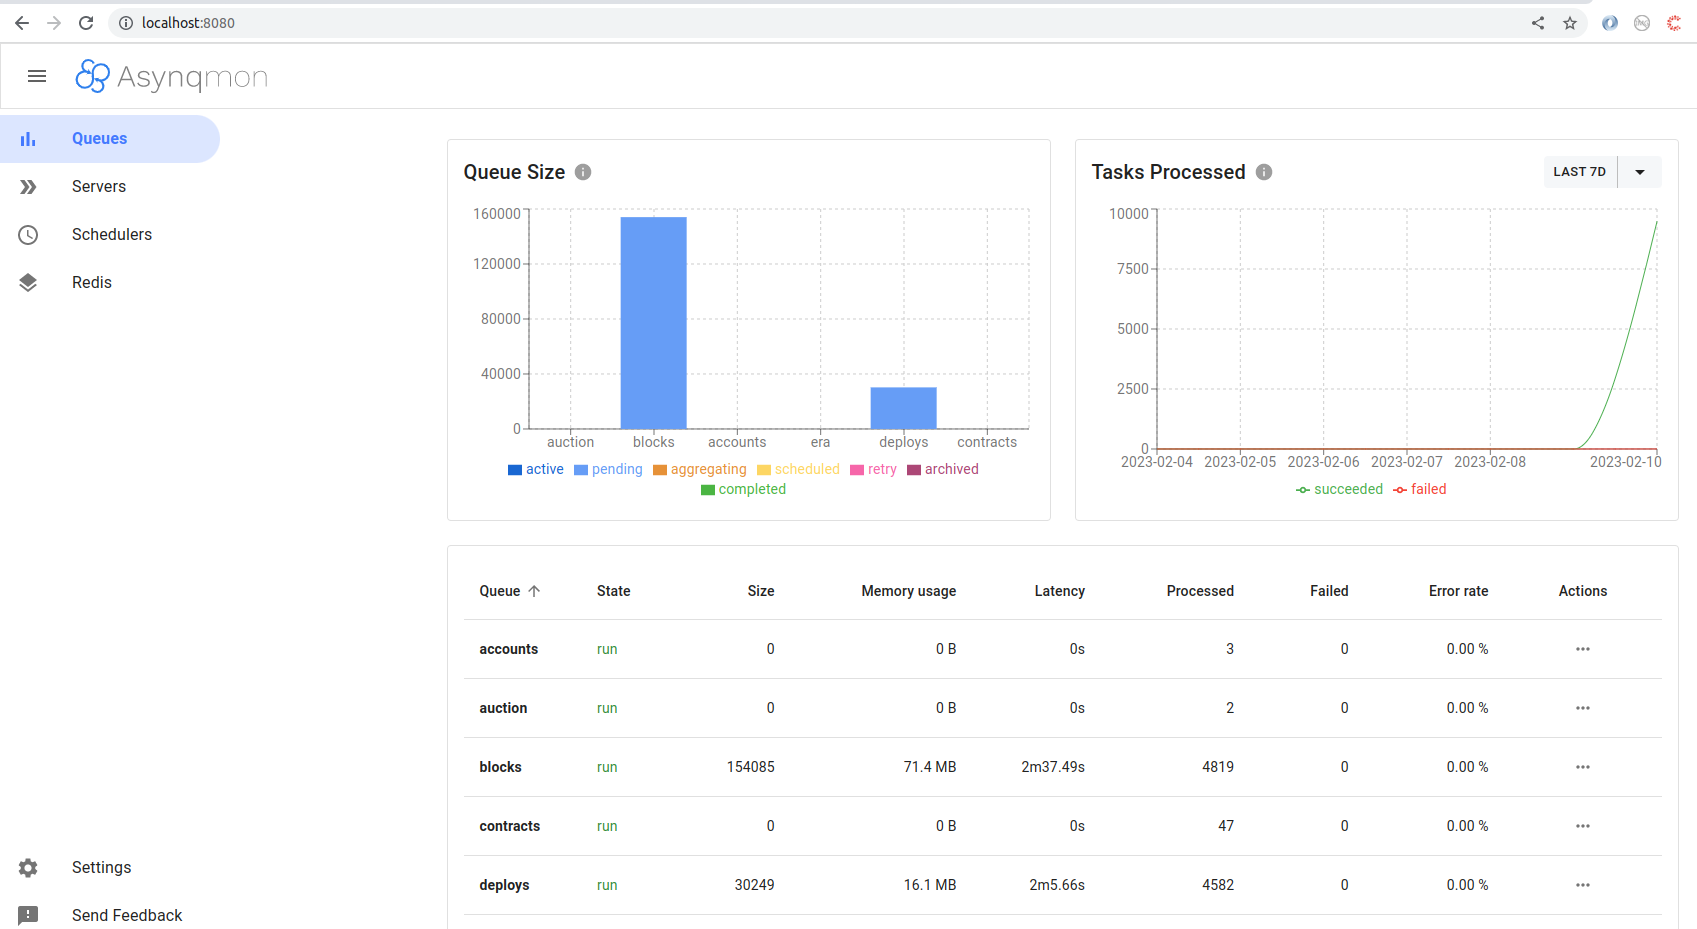 localhost:8080
Asynqmon
Queues
Servers
Schedulers
Redis
Settings
Send Feedback
Queue Size
160000
120000
80000
40000
0
auction blocks accounts era deploys contracts
active pending aggregating scheduled retry archived
completed
Tasks Processed
LAST 7D
10000
7500
5000
2500
0
2023-02-04 2023-02-05 2023-02-06 2023-02-07 2023-02-08 2023-02-10
succeeded failed
Queue State Size Memory usage Latency Processed Failed Error rate Actions
accounts run 0 0 B 0s 3 0 0.00 %
auction run 0 0 B 0s 2 0 0.00 %
blocks run 154085 71.4 MB 2m37.49s 4819 0 0.00 %
contracts run 0 0 B 0s 47 0 0.00 %
deploys run 30249 16.1 MB 2m5.66s 4582 0 0.00 %